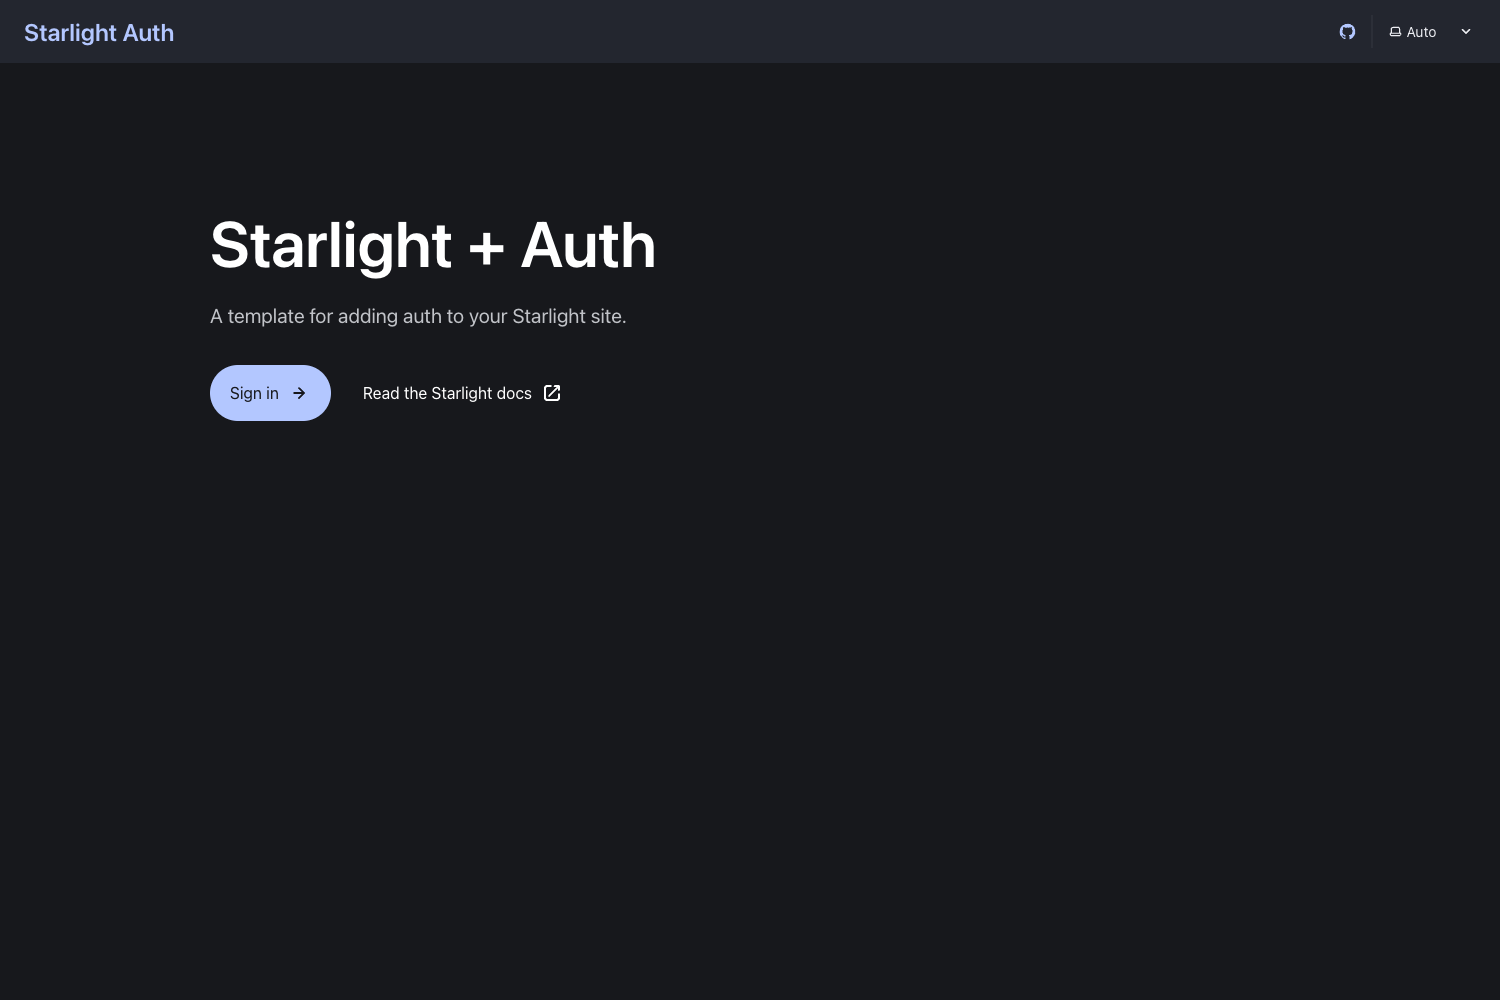 Starlight Auth
Auto
Starlight + Auth
A template for adding auth to your Starlight site.
Sign in
Read the Starlight docs